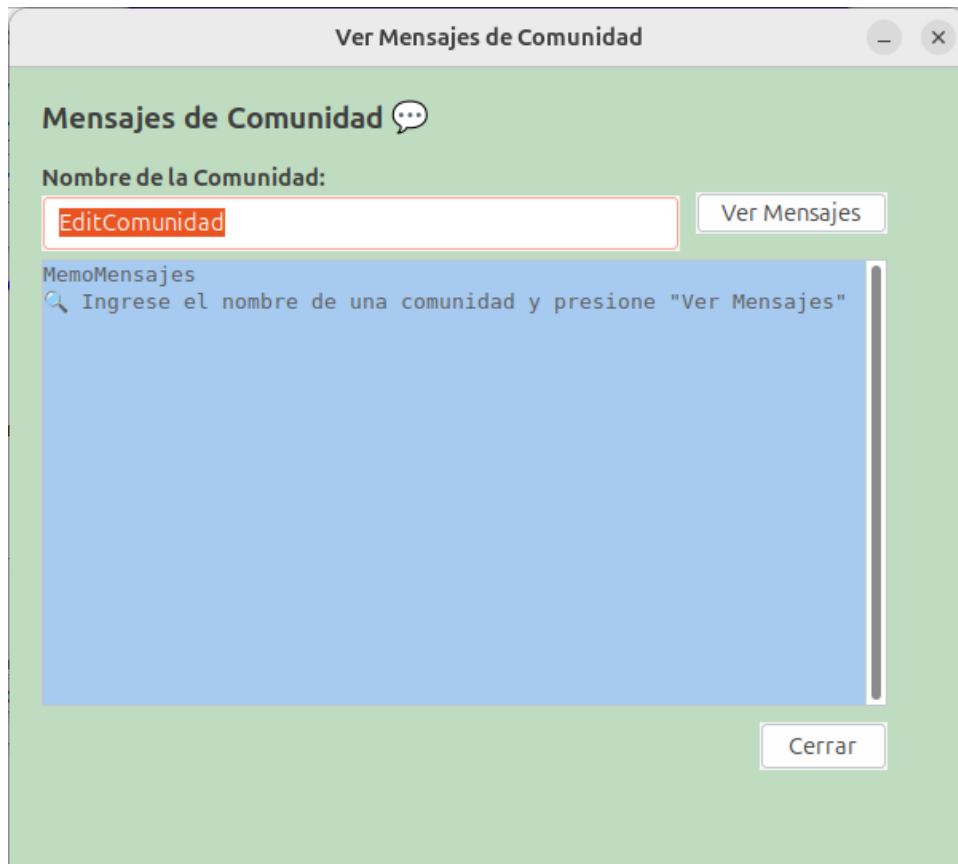 Ver Mensajes de Comunidad
Mensajes de Comunidad 💬
Nombre de la Comunidad:
EditComunidad
Ver Mensajes
MemoMensajes
🔍 Ingrese el nombre de una comunidad y presione "Ver Mensajes"
Cerrar